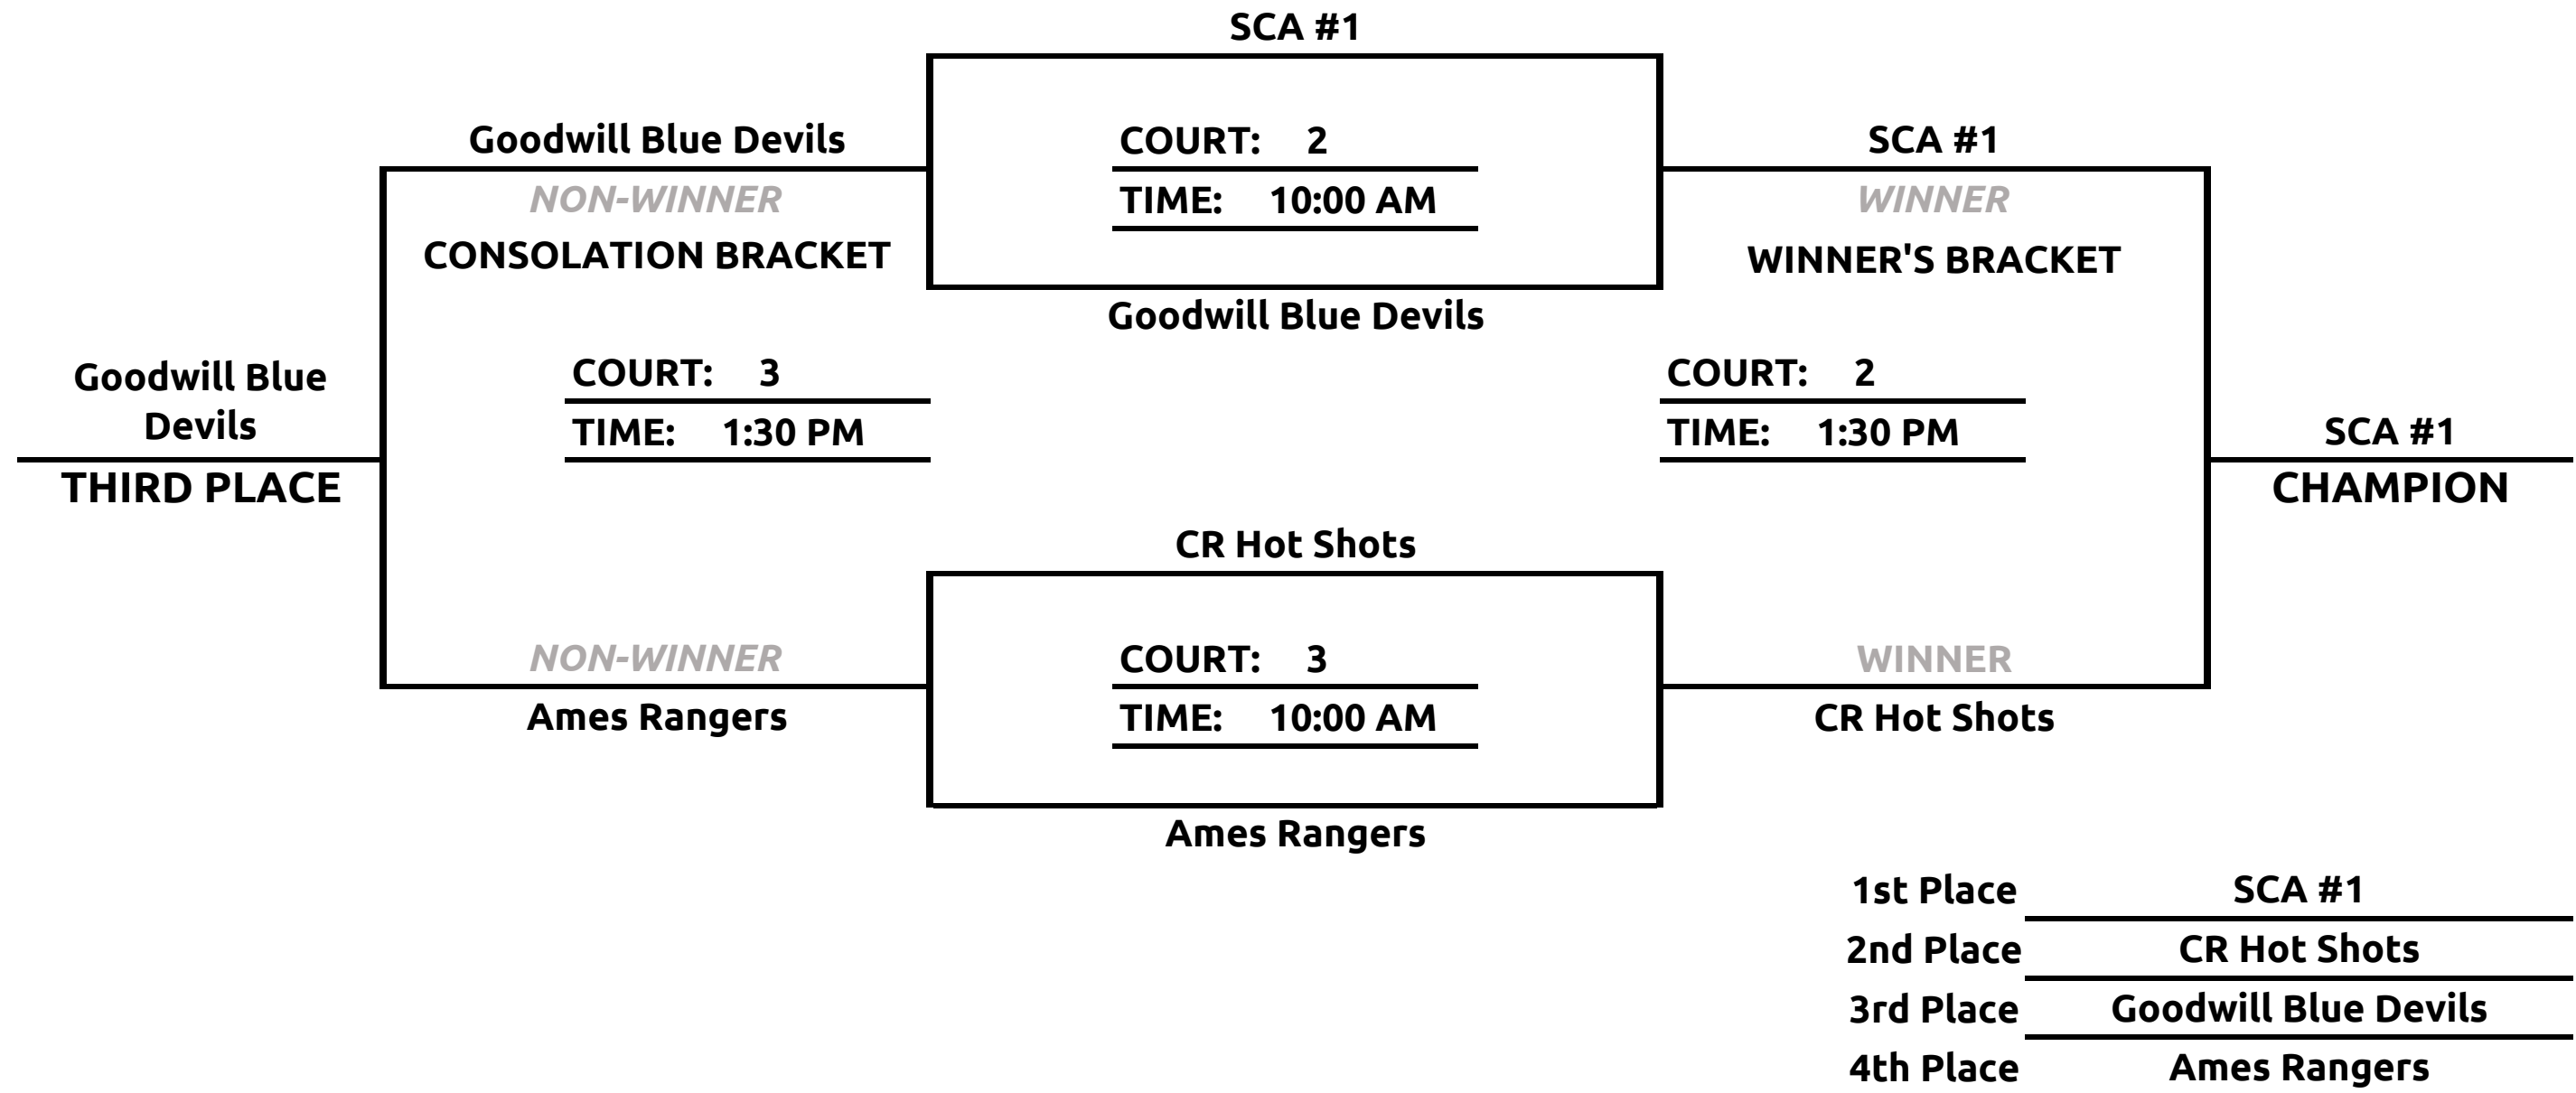 SCA #1
Goodwill Blue Devils
COURT: 2
SCA #1
NON-WINNER
TIME: 10:00 AM
WINNER
CONSOLATION BRACKET
WINNER'S BRACKET
Goodwill Blue Devils
Goodwill Blue
Devils
COURT: 3
COURT: 2
TIME: 1:30 PM
TIME: 1:30 PM
SCA #1
THIRD PLACE
CHAMPION
CR Hot Shots
NON-WINNER
COURT: 3
WINNER
Ames Rangers
TIME: 10:00 AM
CR Hot Shots
Ames Rangers
1st Place SCA #1
2nd Place CR Hot Shots
3rd Place Goodwill Blue Devils
4th Place Ames Rangers